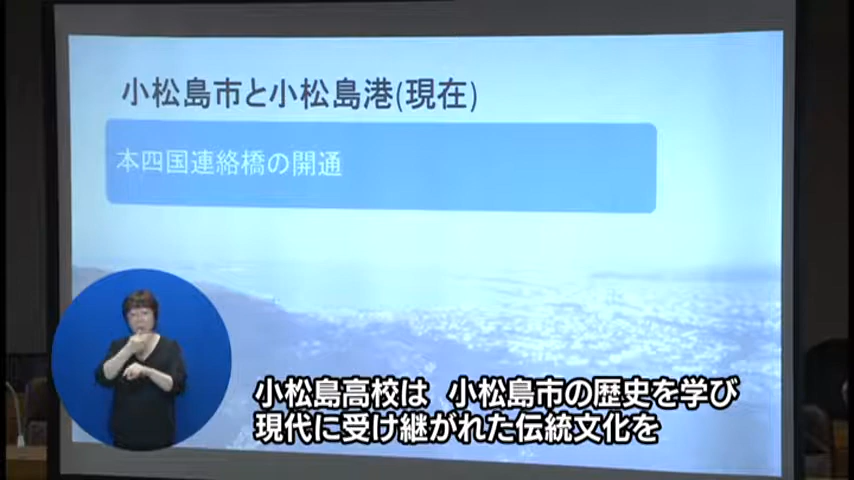 小松島市と小松島港(現在)
本四国連絡橋の開通
小松島高校は 小松島市の歴史を学び
現代に受け継がれた伝統文化を